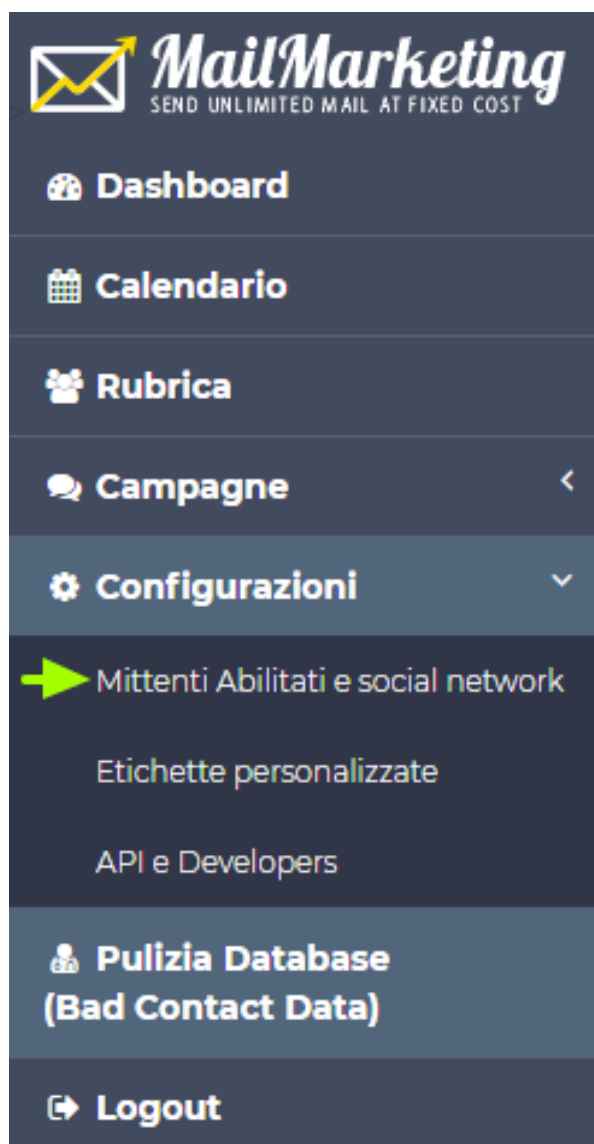 MailMarketing
SEND UNLIMITED MAIL AT FIXED COST
Dashboard
Calendario
Rubrica
Campagne
Configurazioni
Mittenti Abilitati e social network
Etichette personalizzate
API e Developers
Pulizia Database
(Bad Contact Data)
Logout